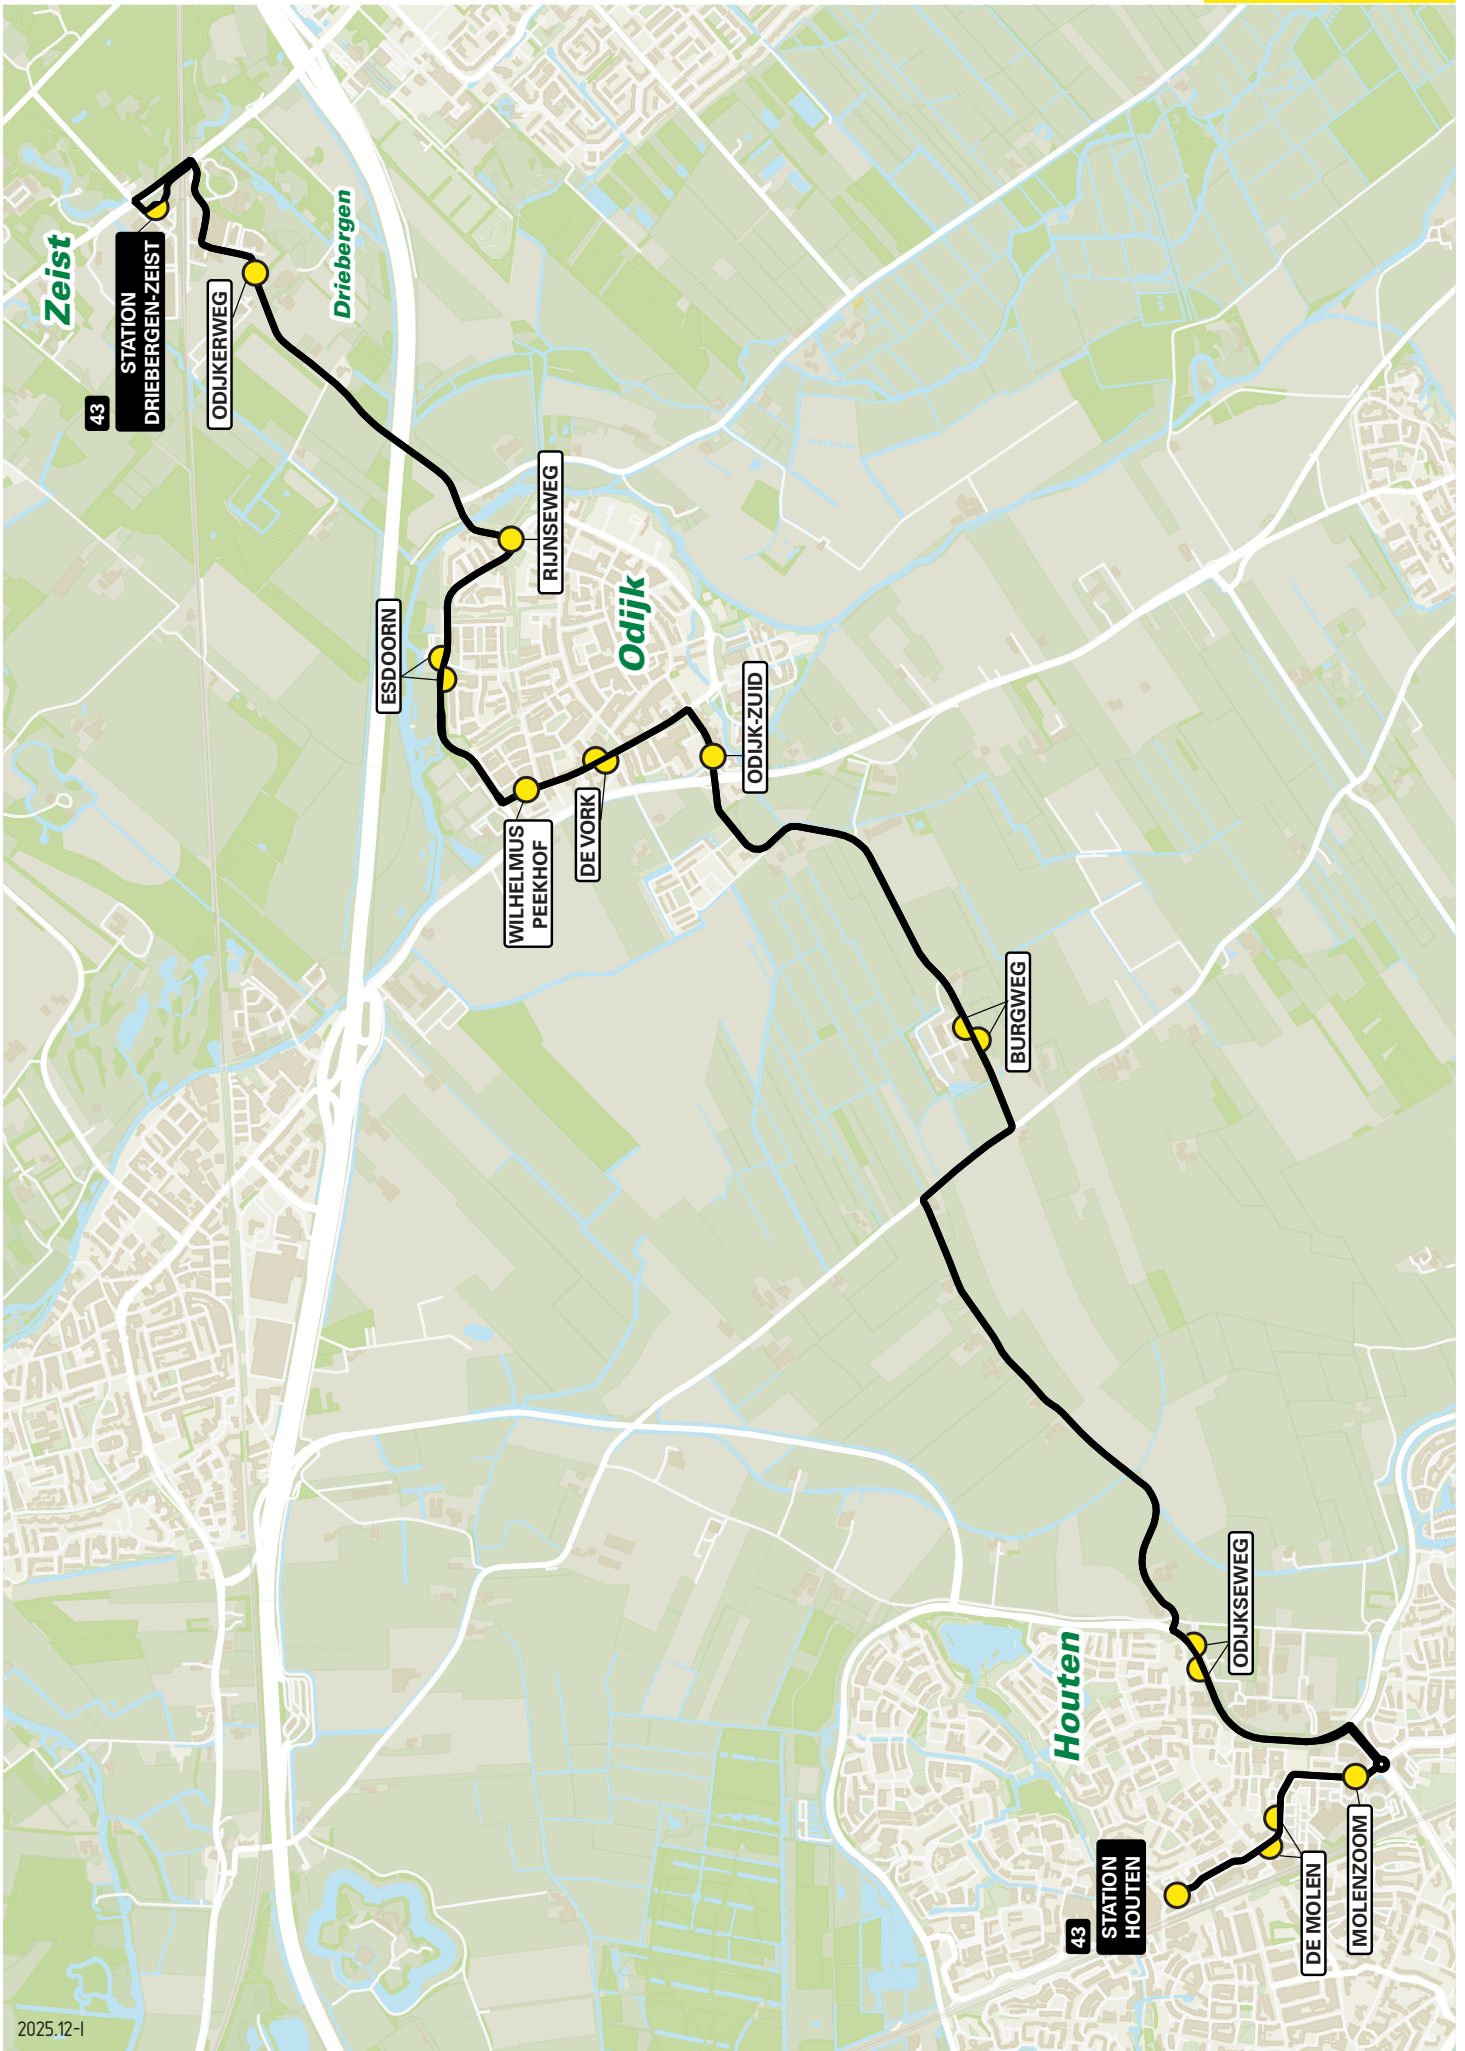 Zeist
43
STATION
DRIEBERGEN-ZEIST
ODIJKERWEG
Driebergen
RIJNSEWEG
ESDOORN
Odijk
WILHELMUS
PEEKHOF
DE VORK
ODIJK-ZUID
BURGWEG
ODIJKSEWEG
Houten
MOLENZOOM
DE MOLEN
43
STATION
HOUTEN
2025.12-I